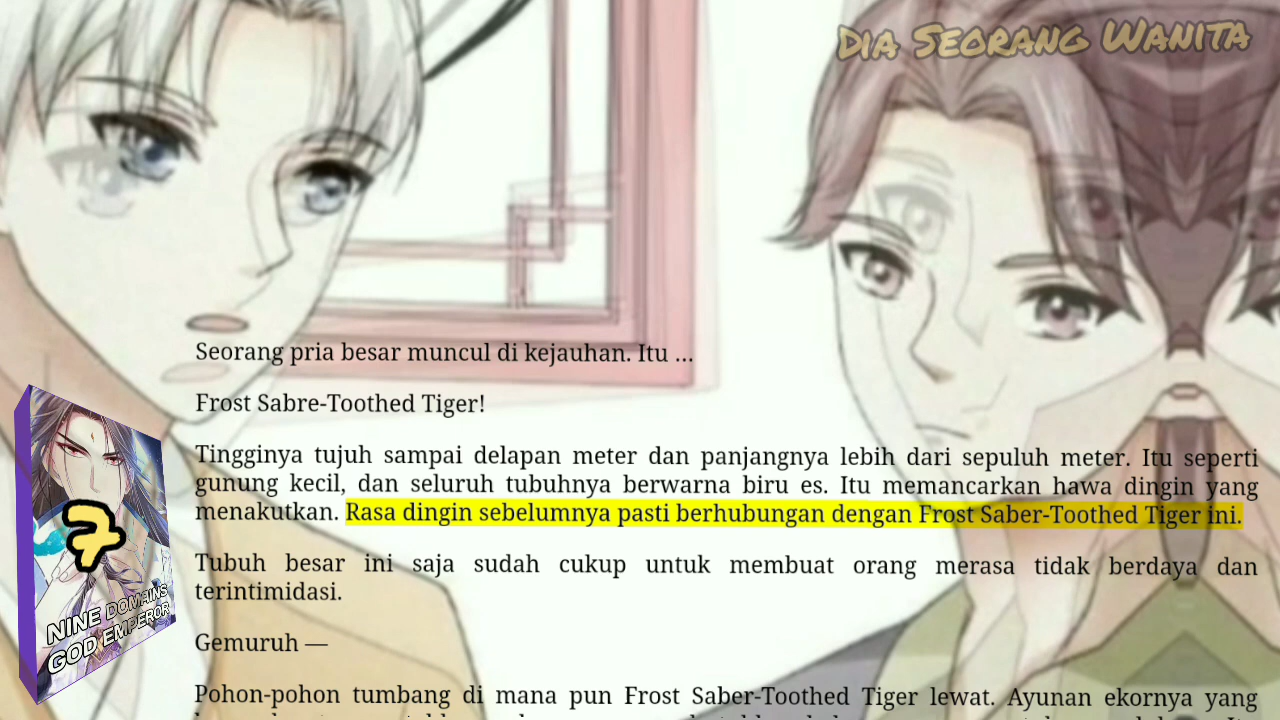 Dia Seorang Wanita
Seorang pria besar muncul di kejauhan. Itu ...
Frost Sabre-Toothed Tiger!
Tingginya tujuh sampai delapan meter dan panjangnya lebih dari sepuluh meter. Itu seperti
gunung kecil, dan seluruh tubuhnya berwarna biru es. Itu memancarkan hawa dingin yang
menakutkan. Rasa dingin sebelumnya pasti berhubungan dengan Frost Saber-Toothed Tiger ini.
Tubuh besar ini saja sudah cukup untuk membuat orang merasa tidak berdaya dan
terintimidasi.
Gemuruh —
Pohon-pohon tumbang di mana pun Frost Saber-Toothed Tiger lewat. Ayunan ekornya yang
7
NINE DOMAINS
GOD EMPEROR